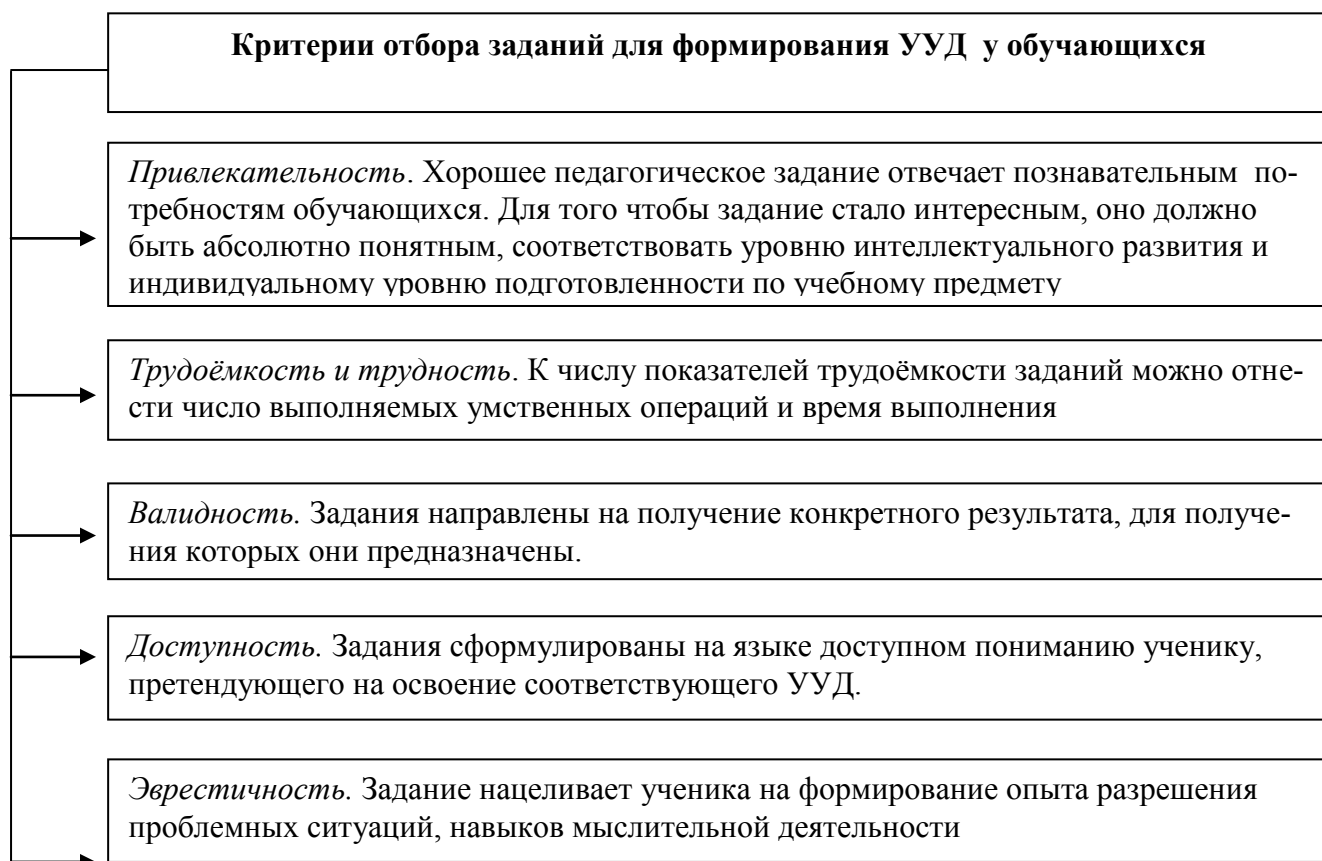 Критерии отбора заданий для формирования УУД у обучающихся
Привлекательность. Хорошее педагогическое задание отвечает познавательным по-
требностям обучающихся. Для того чтобы задание стало интересным, оно должно
быть абсолютно понятным, соответствовать уровню интеллектуального развития и
индивидуальному уровню подготовленности по учебному предмету
Трудоёмкость и трудность. К числу показателей трудоёмкости заданий можно отне-
сти число выполняемых умственных операций и время выполнения
Валидность. Задания направлены на получение конкретного результата, для получе-
ния которых они предназначены.
Доступность. Задания сформулированы на языке доступном пониманию ученику,
претендующего на освоение соответствующего УУД.
Эврестичность. Задание нацеливает ученика на формирование опыта разрешения
проблемных ситуаций, навыков мыслительной деятельности